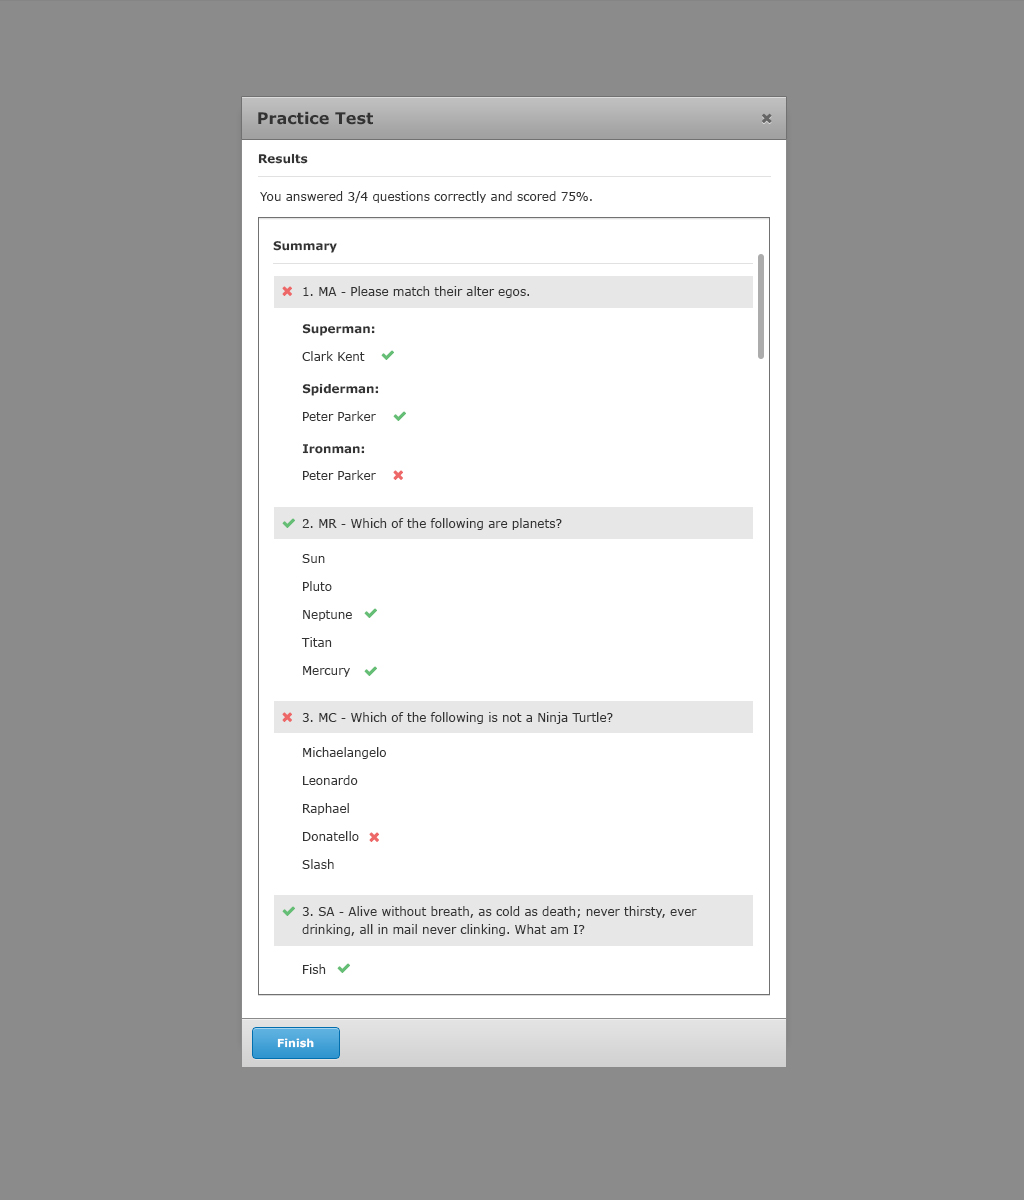 Practice Test
Results
You answered 3/4 questions correctly and scored 75%.
Summary
1. MA - Please match their alter egos.
Superman:
Clark Kent
Spiderman:
Peter Parker
Ironman:
Peter Parker
2. MR - Which of the following are planets?
Sun
Pluto
Neptune
Titan
Mercury
3. MC - Which of the following is not a Ninja Turtle?
Michaelangelo
Leonardo
Raphael
Donatello
Slash
3. SA - Alive without breath, as cold as death; never thirsty, ever
drinking, all in mail never clinking. What am I?
Fish
Finish